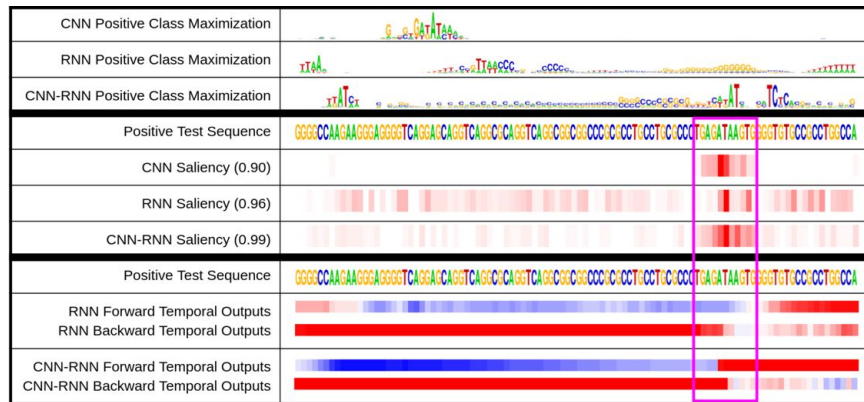 CNN Positive Class Maximization
RNN Positive Class Maximization
CNN-RNN Positive Class Maximization
Positive Test Sequence
GGGGCCAAGAAGGGAGGGGTCAGGAGCAGGTCAGGCGCAGGTCAGGCGGCGGCCCGCGCCTGCCTGCGCCCTGAGATAAGTGGGGTGTGCCGCCTGGCCA
CNN Saliency (0.90)
RNN Saliency (0.96)
CNN-RNN Saliency (0.99)
Positive Test Sequence
GGGGCCAAGAAGGGAGGGGTCAGGAGCAGGTCAGGCGCAGGTCAGGCGGCGGCCCGCGCCTGCCTGCGCCCTGAGATAAGTGGGGTGTGCCGCCTGGCCA
RNN Forward Temporal Outputs
RNN Backward Temporal Outputs
CNN-RNN Forward Temporal Outputs
CNN-RNN Backward Temporal Outputs